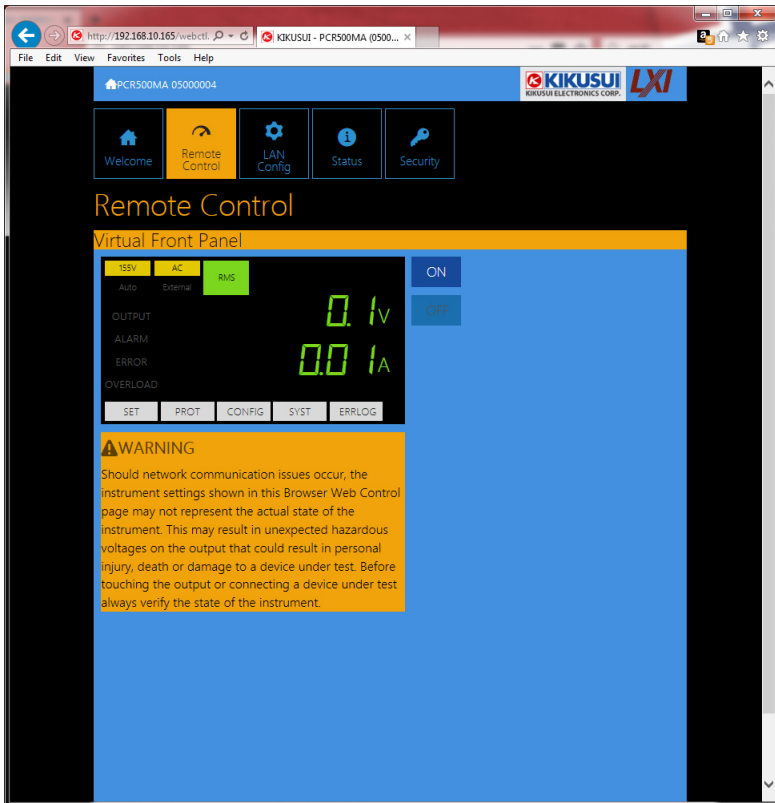 http://192.168.10.165/webctl.
KIKUSUI - PCR500MA (0500...
File Edit View Favorites Tools Help
PCR500MA 05000004
KIKUSUI
KIKUSUI ELECTRONICS CORP.
LXI
Welcome
Remote
Control
LAN
Config
Status
Security
Remote Control
Virtual Front Panel
155V
AC
RMS
ON
Auto
External
OUTPUT
0.1V
OFF
ALARM
ERROR
0.01A
OVERLOAD
SET PROT CONFIG SYST ERRLOG
WARNING
Should network communication issues occur, the
instrument settings shown in this Browser Web Control
page may not represent the actual state of the
instrument. This may result in unexpected hazardous
voltages on the output that could result in personal
injury, death or damage to a device under test. Before
touching the output or connecting a device under test
always verify the state of the instrument.